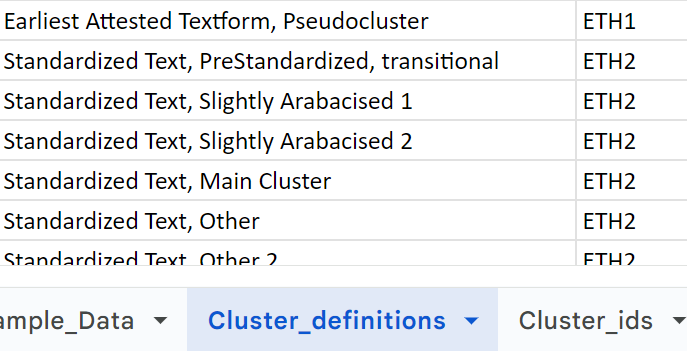 Earliest Attested Textform, Pseudocluster ETH1
Standardized Text, PreStandardized, transitional ETH2
Standardized Text, Slightly Arabacised 1 ETH2
Standardized Text, Slightly Arabacised 2 ETH2
Standardized Text, Main Cluster ETH2
Standardized Text, Other ETH2
Standardized Text, Other 2 ETH2
ample_Data Cluster_definitions Cluster_ids